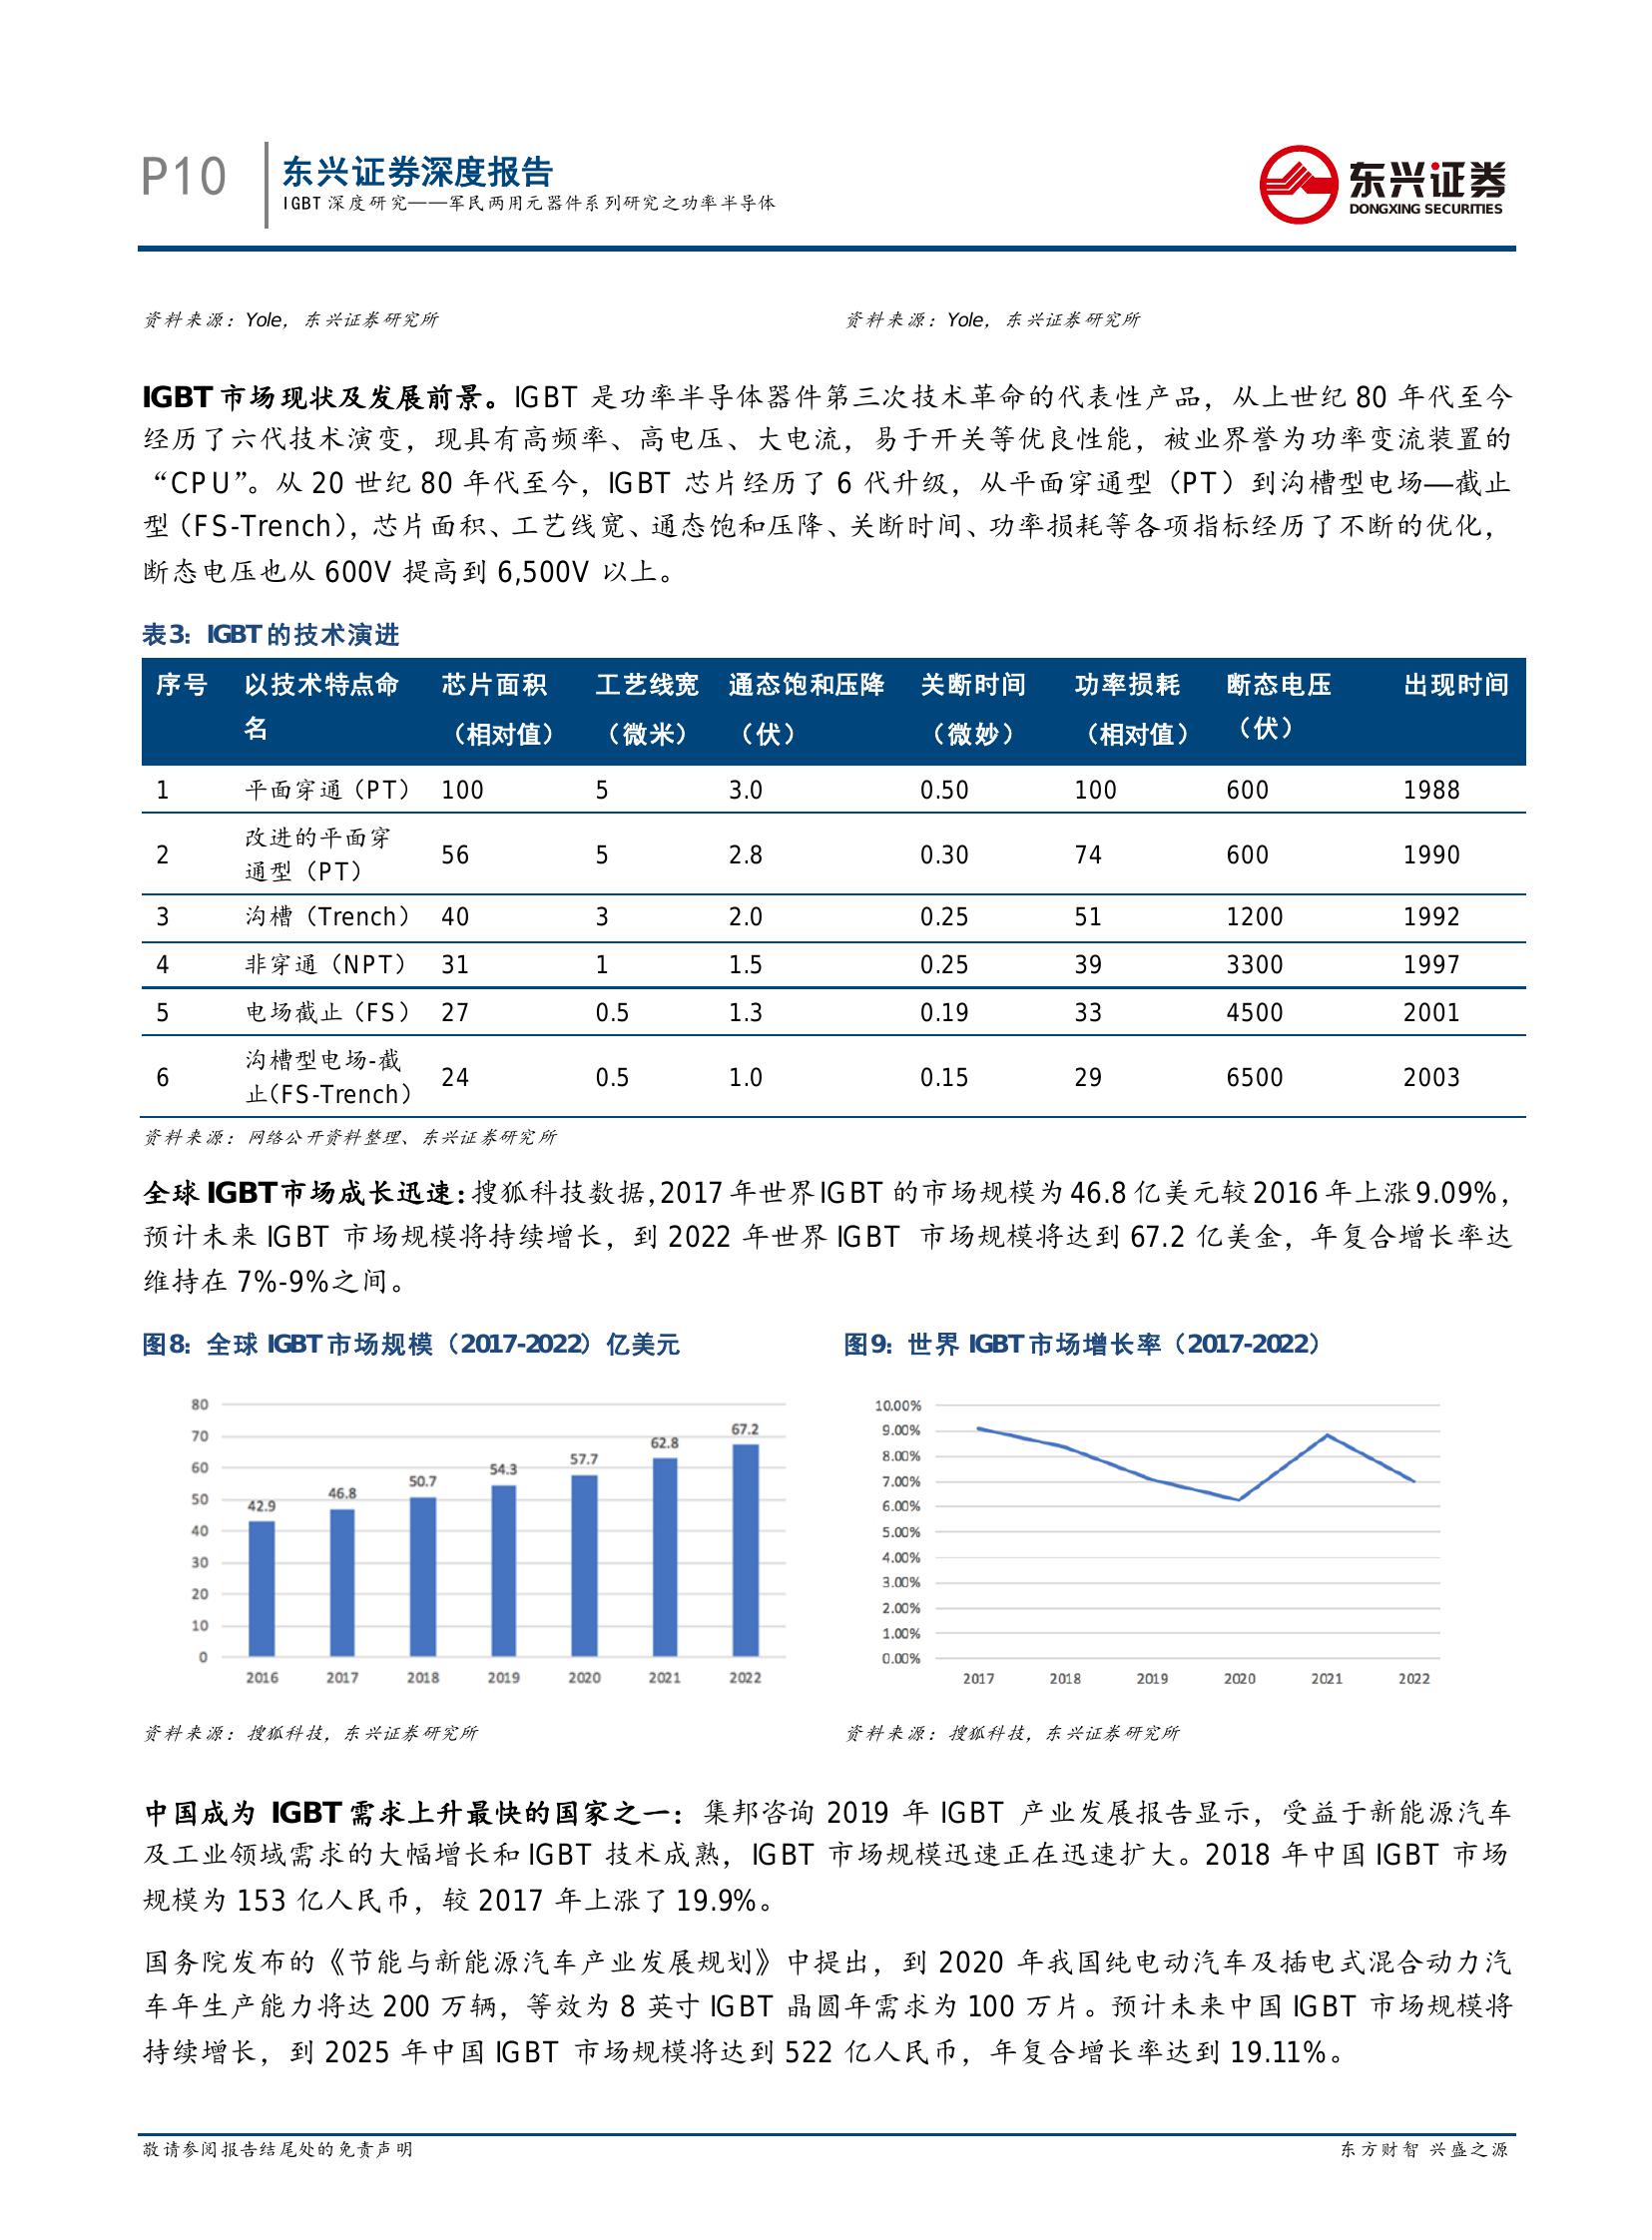 P10
东兴证券深度报告
IGBT 深度研究——军民两用元器件系列研究之功率半导体
东兴证券
DONGXING SECURITIES
资料来源：Yole，东兴证券研究所
资料来源：Yole，东兴证券研究所
IGBT 市场现状及发展前景。IGBT 是功率半导体器件第三次技术革命的代表性产品，从上世纪 80 年代至今
经历了六代技术演变，现具有高频率、高电压、大电流，易于开关等优良性能，被业界誉为功率变流装置的
“CPU”。从 20 世纪 80 年代至今，IGBT 芯片经历了 6 代升级，从平面穿通型（PT）到沟槽型电场—截止
型（FS-Trench），芯片面积、工艺线宽、通态饱和压降、关断时间、功率损耗等各项指标经历了不断的优化，
断态电压也从 600V 提高到 6,500V 以上。
表3：IGBT 的技术演进
序号 以技术特点命名 芯片面积（相对值） 工艺线宽（微米） 通态饱和压降（伏） 关断时间（微妙） 功率损耗（相对值） 断态电压（伏） 出现时间
1 平面穿通（PT） 100 5 3.0 0.50 100 600 1988
2 改进的平面穿通型（PT） 56 5 2.8 0.30 74 600 1990
3 沟槽（Trench） 40 3 2.0 0.25 51 1200 1992
4 非穿通（NPT） 31 1 1.5 0.25 39 3300 1997
5 电场截止（FS） 27 0.5 1.3 0.19 33 4500 2001
6 沟槽型电场-截止(FS-Trench） 24 0.5 1.0 0.15 29 6500 2003
资料来源：网络公开资料整理、东兴证券研究所
全球 IGBT 市场成长迅速：搜狐科技数据，2017 年世界 IGBT 的市场规模为 46.8 亿美元较 2016 年上涨 9.09%，
预计未来 IGBT 市场规模将持续增长，到 2022 年世界 IGBT 市场规模将达到 67.2 亿美金，年复合增长率达
维持在 7%-9%之间。
图8：全球 IGBT 市场规模（2017-2022）亿美元
80
70
60
50
40
30
20
10
0
42.9 46.8 50.7 54.3 57.7 62.8 67.2
2016 2017 2018 2019 2020 2021 2022
资料来源：搜狐科技，东兴证券研究所
图9：世界 IGBT 市场增长率（2017-2022）
10.00%
9.00%
8.00%
7.00%
6.00%
5.00%
4.00%
3.00%
2.00%
1.00%
0.00%
2017 2018 2019 2020 2021 2022
资料来源：搜狐科技，东兴证券研究所
中国成为 IGBT 需求上升最快的国家之一：集邦咨询 2019 年 IGBT 产业发展报告显示，受益于新能源汽车
及工业领域需求的大幅增长和 IGBT 技术成熟，IGBT 市场规模迅速正在迅速扩大。2018 年中国 IGBT 市场
规模为 153 亿人民币，较 2017 年上涨了 19.9%。
国务院发布的《节能与新能源汽车产业发展规划》中提出，到 2020 年我国纯电动汽车及插电式混合动力汽
车年生产能力将达 200 万辆，等效为 8 英寸 IGBT 晶圆年需求为 100 万片。预计未来中国 IGBT 市场规模将
持续增长，到 2025 年中国 IGBT 市场规模将达到 522 亿人民币，年复合增长率达到 19.11%。
敬请参阅报告结尾处的免责声明
东方财智 兴盛之源